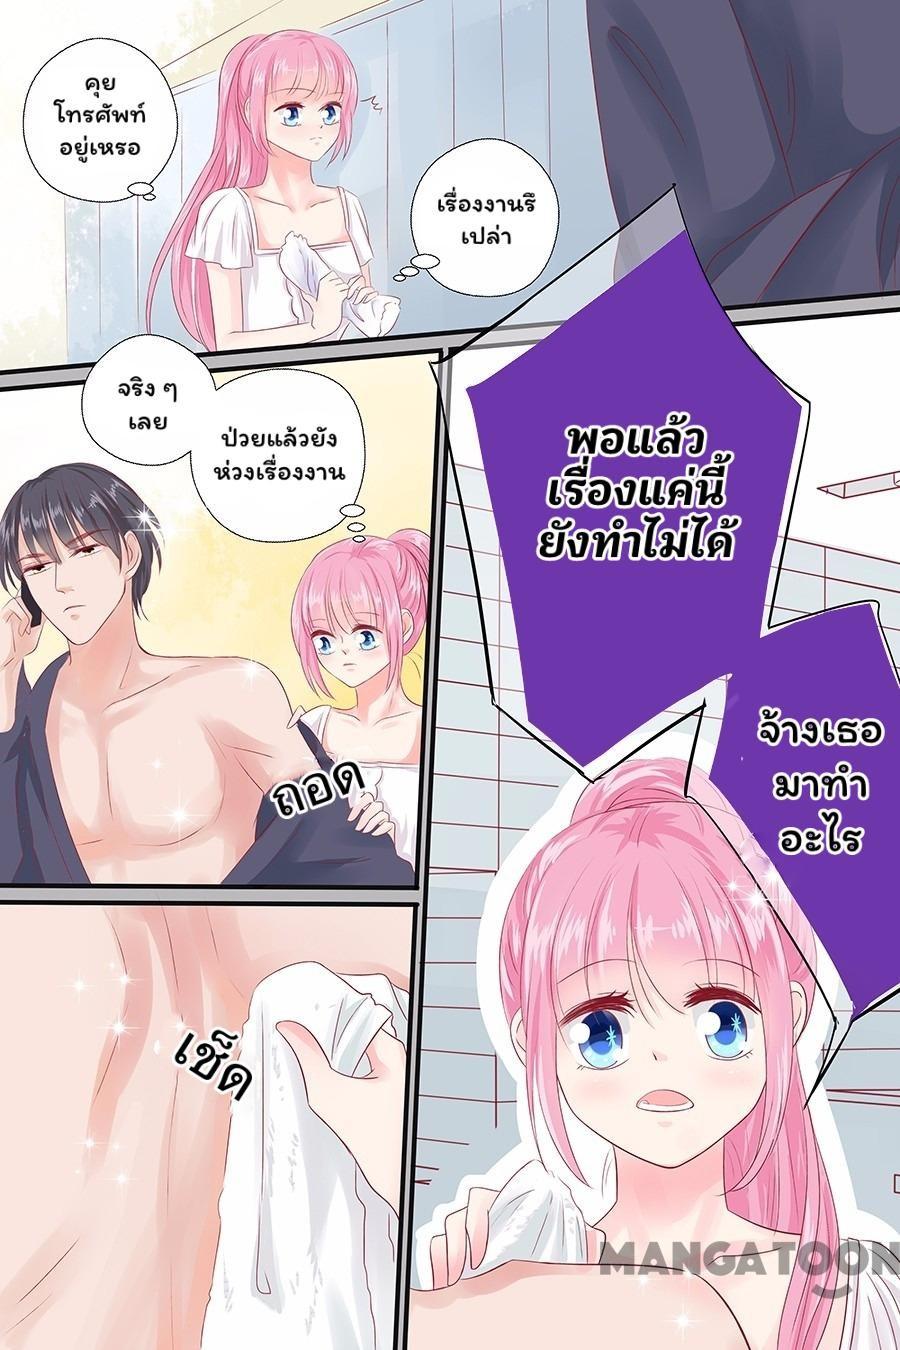 คุย
โทรศัพท์
อยู่เหรอ
เรื่องงานรึ
เปล่า
จริง ๆ
เลย
ป่วยแล้วยัง
ห่วงเรื่องงาน
ถอด
พอแล้ว
เรื่องแค่นี้
ยังทำไม่ได้
จ้างเธอ
มาทำ
อะไร
เช็ด
MANGATOON